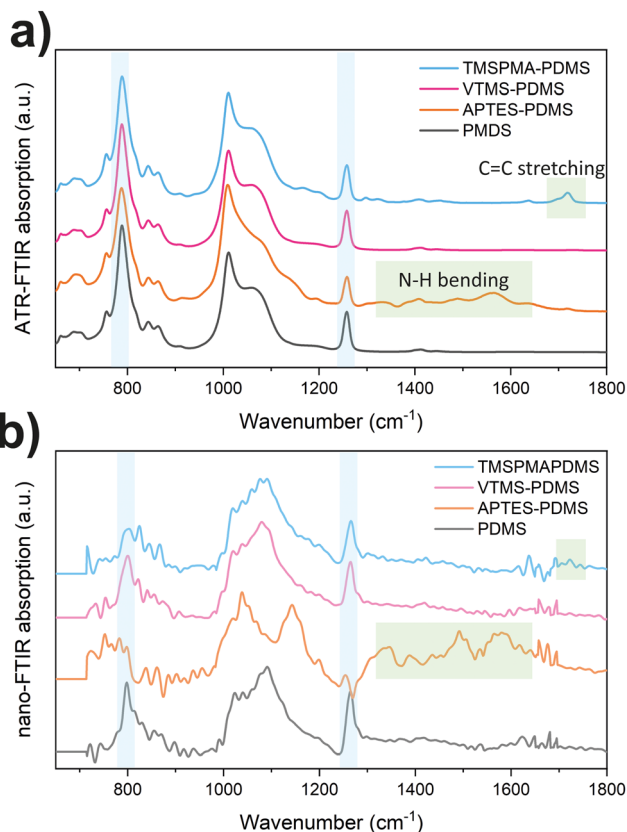 a)
ATR-FTIR absorption (a.u.)
TMSPMA-PDMS
VTMS-PDMS
APTES-PDMS
PMDS
C=C stretching
N-H bending
800 1000 1200 1400 1600 1800
Wavenumber (cm⁻¹)
b)
nano-FTIR absorption (a.u.)
TMSPMAPDMS
VTMS-PDMS
APTES-PDMS
PDMS
800 1000 1200 1400 1600 1800
Wavenumber (cm⁻¹)